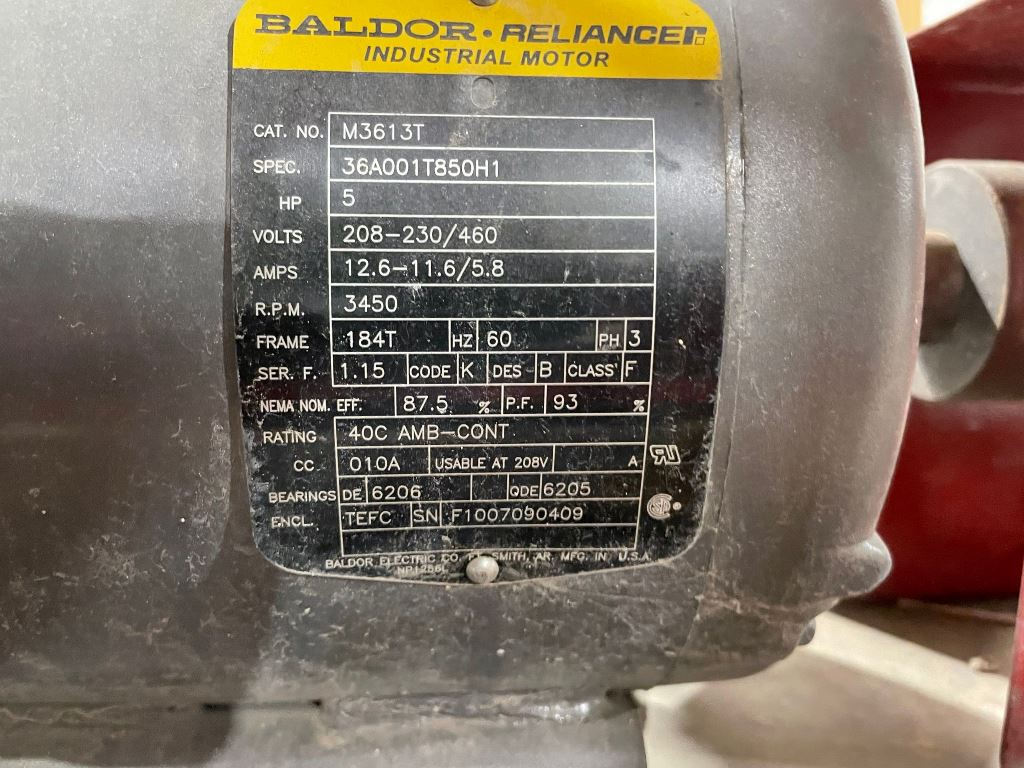 BALDOR • RELIANCER
INDUSTRIAL MOTOR
CAT. NO. M3613T
SPEC. 36A001T850H1
HP 5
VOLTS 208-230/460
AMPS 12.6-11.6/5.8
R.P.M. 3450
FRAME 184T HZ 60 PH 3
SER. F. 1.15 CODE K DES B CLASS F
NEMA NOM. EFF. 87.5 % P.F. 93 %
RATING 40C AMB-CONT
CC 010A USABLE AT 208V A
BEARINGS DE 6206 ODE 6205
ENCL. TEFC SN F1007090409
BALDOR ELECTRIC CO. FT. SMITH, AR. MFG. IN U.S.A.